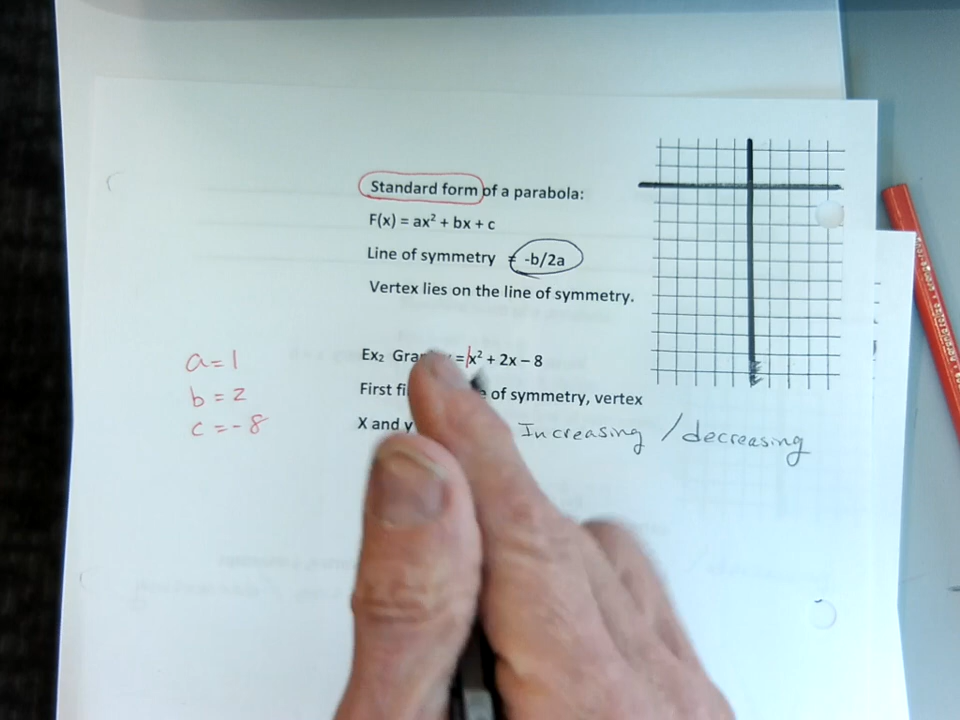 Standard form of a parabola:
F(x) = ax² + bx + c
Line of symmetry = -b/2a
Vertex lies on the line of symmetry.
a = 1
Ex2 = x² + 2x – 8
b = 2
First of symmetry, vertex
c = - 8
X and y Increasing / decreasing